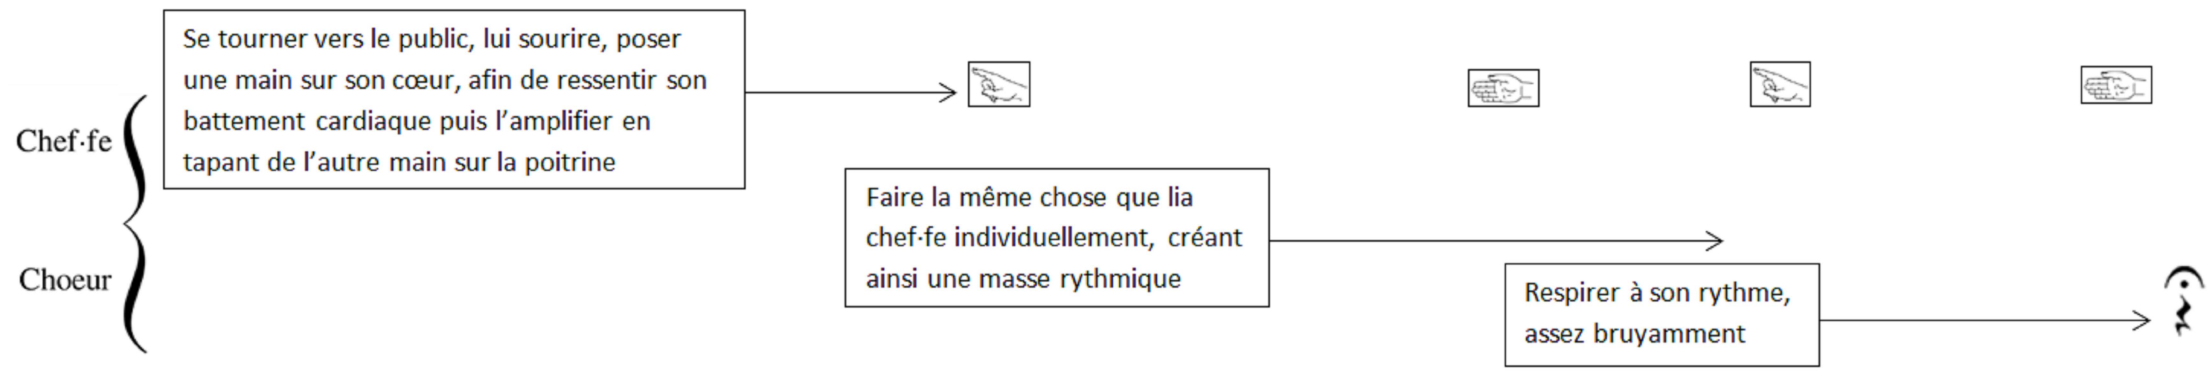 Se tourner vers le public, lui sourire, poser
une main sur son cœur, afin de ressentir son
battement cardiaque puis l’amplifier en
tapant de l’autre main sur la poitrine
Chef·fe
Faire la même chose que lia
chef·fe individuellement, créant
ainsi une masse rythmique
Choeur
Respirer à son rythme,
assez bruyamment